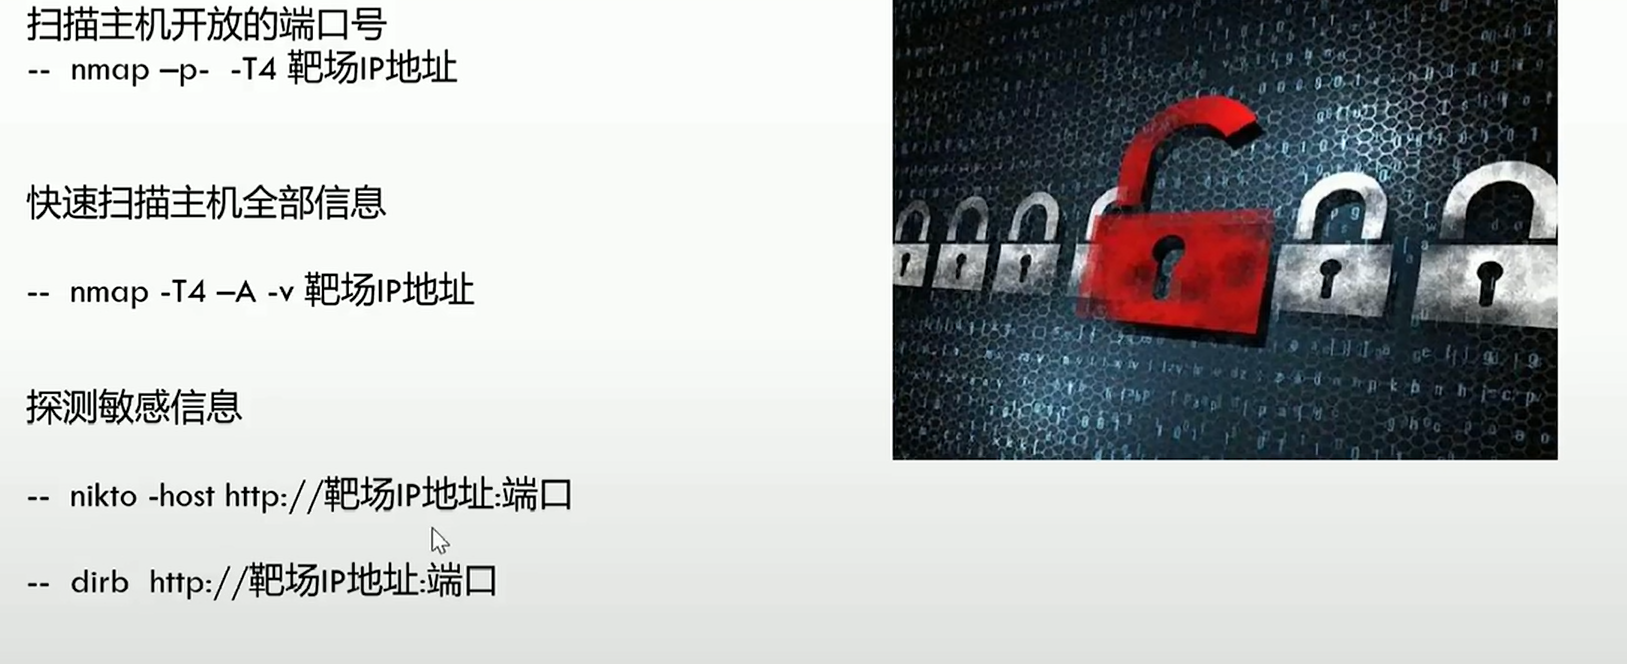 扫描主机开放的端口号
-- nmap –p- -T4 靶场IP地址
快速扫描主机全部信息
-- nmap -T4 –A -v 靶场IP地址
探测敏感信息
-- nikto -host http://靶场IP地址:端口
-- dirb http://靶场IP地址:端口